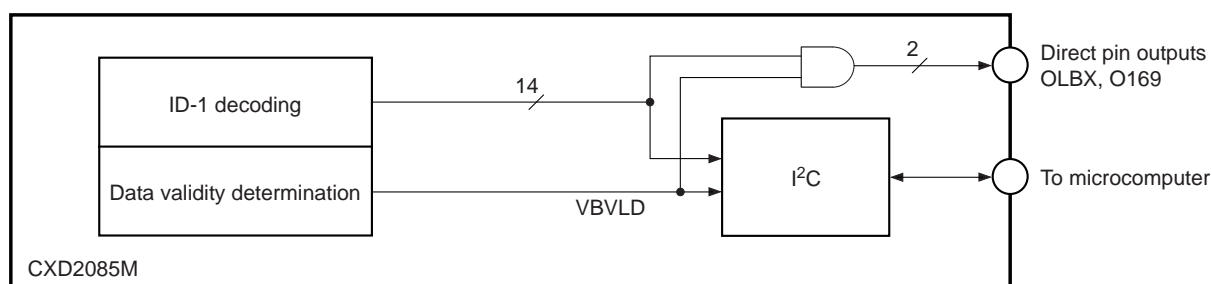 2
Direct pin outputs
OLBX, O169
14
ID-1 decoding
I²C
To microcomputer
Data validity determination
VBVLD
CXD2085M